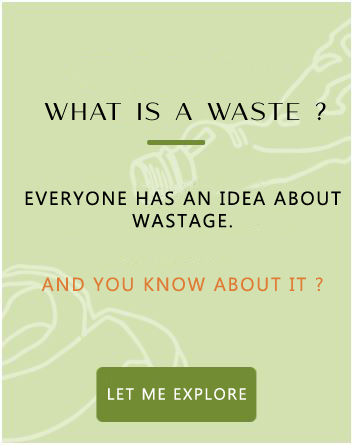 WHAT IS A WASTE ?
EVERYONE HAS AN IDEA ABOUT
WASTAGE.
AND YOU KNOW ABOUT IT ?
LET ME EXPLORE